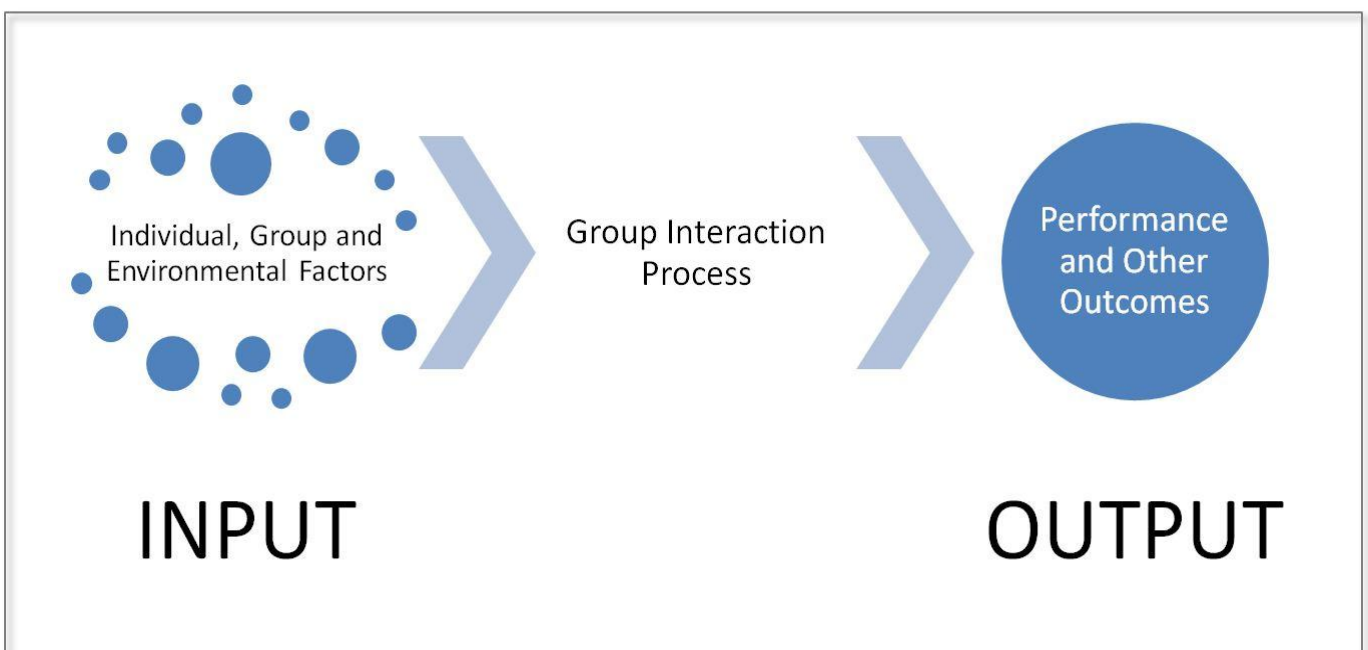 Individual, Group and
Environmental Factors
Group Interaction
Process
Performance
and Other
Outcomes
INPUT
OUTPUT